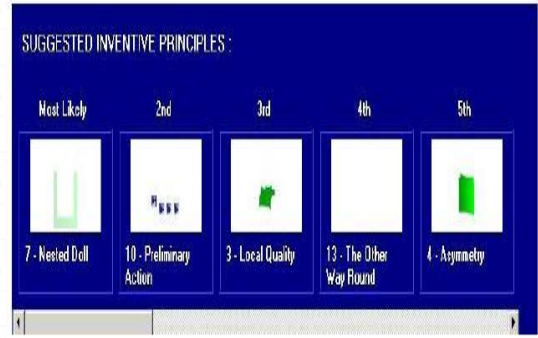 SUGGESTED INVENTIVE PRINCIPLES :
Most Likely
2nd
3rd
4th
5th
7 - Nested Doll
10 - Preliminary
Action
3 - Local Quality
13 - The Other
Way Round
4 - Asymmetry